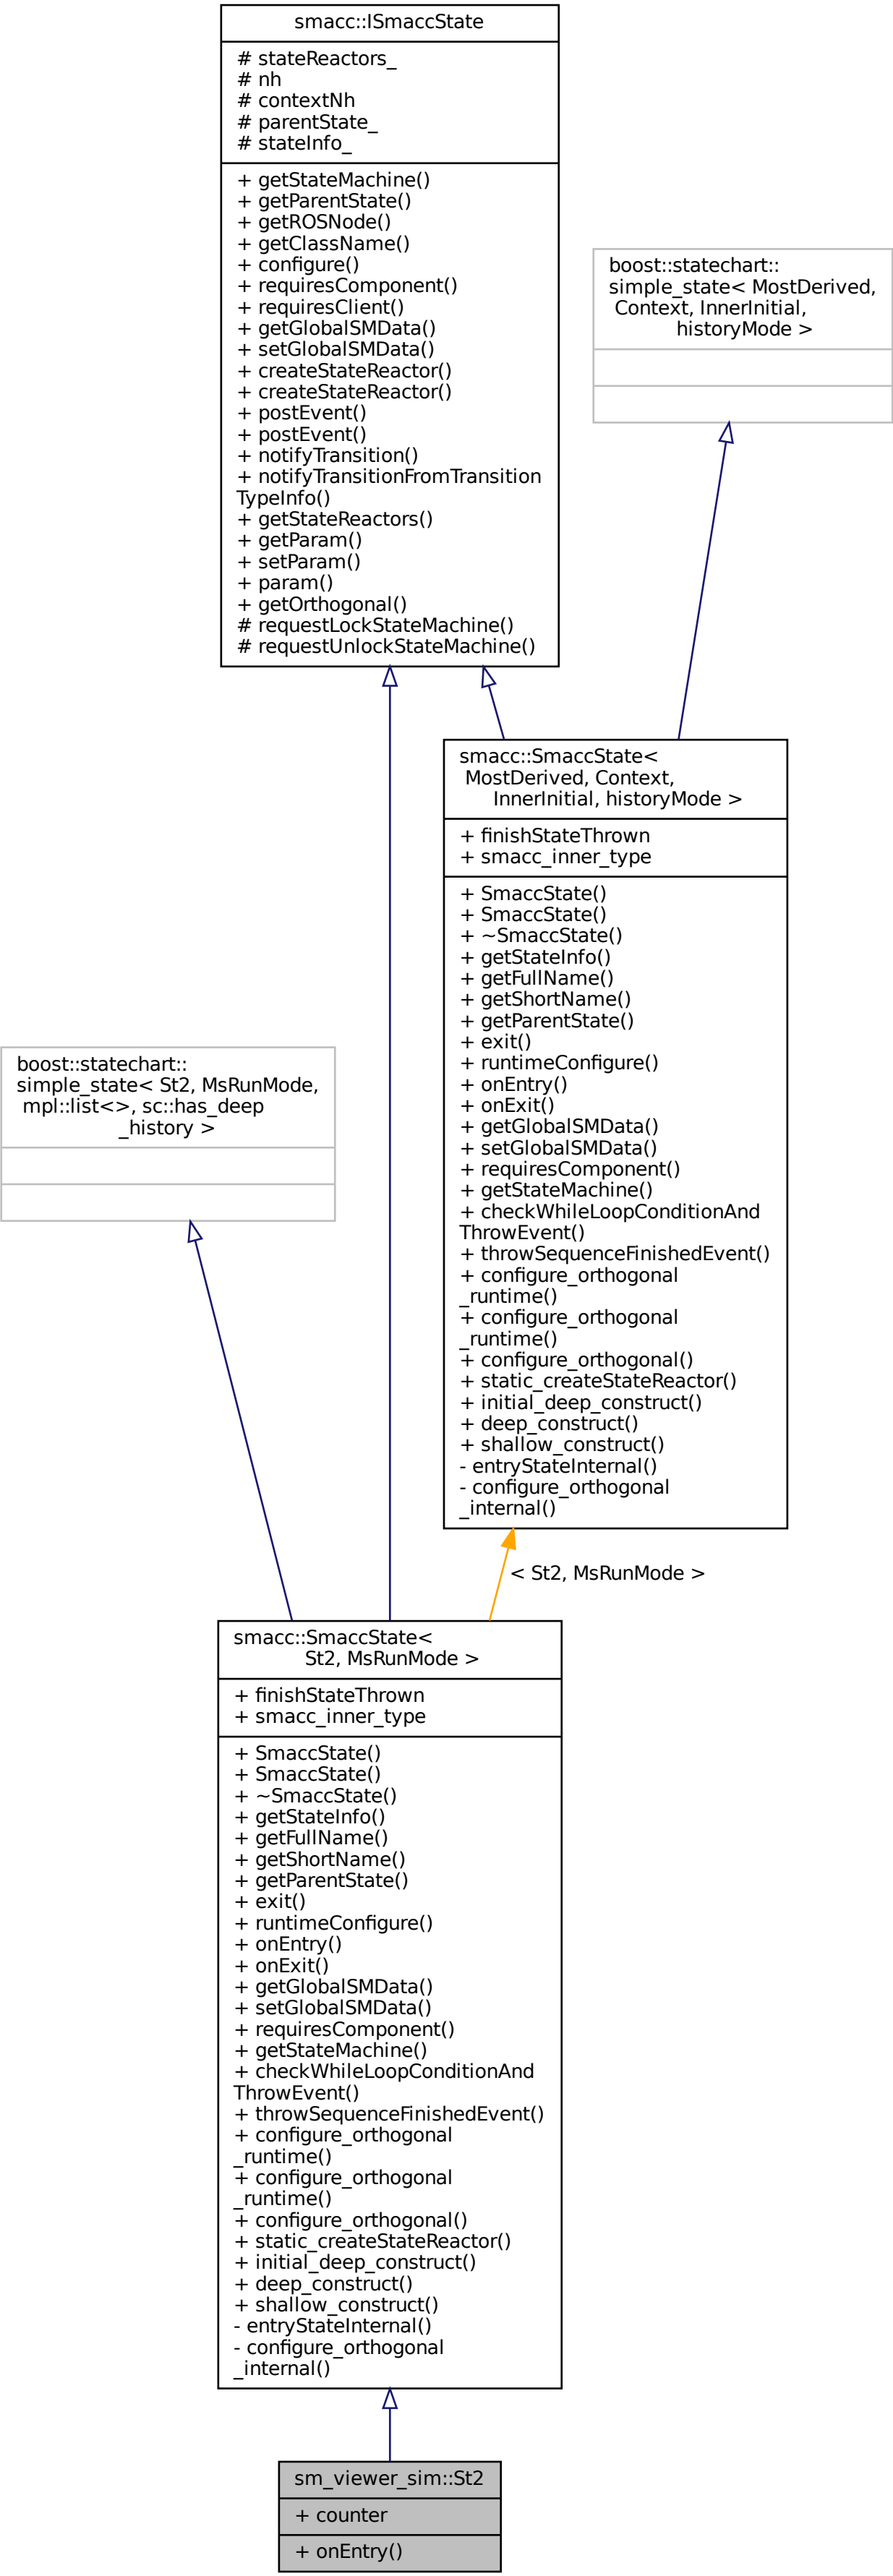 smacc::ISmaccState
# stateReactors_
# nh
# contextNh
# parentState_
# stateInfo_
+ getStateMachine()
+ getParentState()
+ getROSNode()
+ getClassName()
+ configure()
+ requiresComponent()
+ requiresClient()
+ getGlobalSMData()
+ setGlobalSMData()
+ createStateReactor()
+ createStateReactor()
+ postEvent()
+ postEvent()
+ notifyTransition()
+ notifyTransitionFromTransition
TypeInfo()
+ getStateReactors()
+ getParam()
+ setParam()
+ param()
+ getOrthogonal()
# requestLockStateMachine()
# requestUnlockStateMachine()
boost::statechart::
simple_state< MostDerived,
Context, InnerInitial,
historyMode >
smacc::SmaccState<
MostDerived, Context,
InnerInitial, historyMode >
+ finishStateThrown
+ smacc_inner_type
+ SmaccState()
+ SmaccState()
+ ~SmaccState()
+ getStateInfo()
+ getFullName()
+ getShortName()
+ getParentState()
+ exit()
+ runtimeConfigure()
+ onEntry()
+ onExit()
+ getGlobalSMData()
+ setGlobalSMData()
+ requiresComponent()
+ getStateMachine()
+ checkWhileLoopConditionAnd
ThrowEvent()
+ throwSequenceFinishedEvent()
+ configure_orthogonal
_runtime()
+ configure_orthogonal
_runtime()
+ configure_orthogonal()
+ static_createStateReactor()
+ initial_deep_construct()
+ deep_construct()
+ shallow_construct()
- entryStateInternal()
- configure_orthogonal
_internal()
boost::statechart::
simple_state< St2, MsRunMode,
mpl::list<>, sc::has_deep
_history >
< St2, MsRunMode >
smacc::SmaccState<
St2, MsRunMode >
+ finishStateThrown
+ smacc_inner_type
+ SmaccState()
+ SmaccState()
+ ~SmaccState()
+ getStateInfo()
+ getFullName()
+ getShortName()
+ getParentState()
+ exit()
+ runtimeConfigure()
+ onEntry()
+ onExit()
+ getGlobalSMData()
+ setGlobalSMData()
+ requiresComponent()
+ getStateMachine()
+ checkWhileLoopConditionAnd
ThrowEvent()
+ throwSequenceFinishedEvent()
+ configure_orthogonal
_runtime()
+ configure_orthogonal
_runtime()
+ configure_orthogonal()
+ static_createStateReactor()
+ initial_deep_construct()
+ deep_construct()
+ shallow_construct()
- entryStateInternal()
- configure_orthogonal
_internal()
sm_viewer_sim::St2
+ counter
+ onEntry()